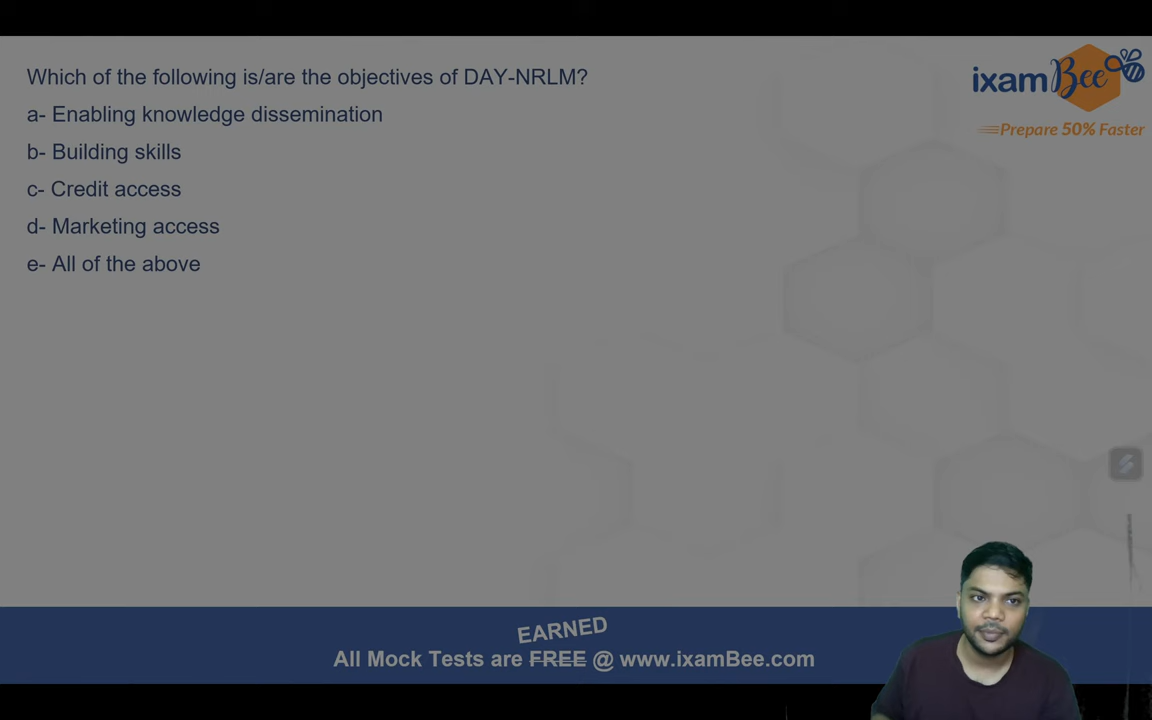 Which of the following is/are the objectives of DAY-NRLM?
a- Enabling knowledge dissemination
b- Building skills
c- Credit access
d- Marketing access
e- All of the above
ixamBee
Prepare 50% Faster
EARNED
All Mock Tests are FREE @ www.ixamBee.com